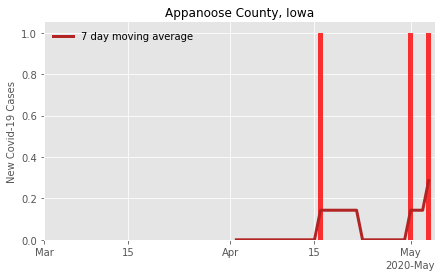 Appanoose County, Iowa
7 day moving average
New Covid-19 Cases
1.0
0.8
0.6
0.4
0.2
0.0
Mar 15 Apr 15 May
2020-May